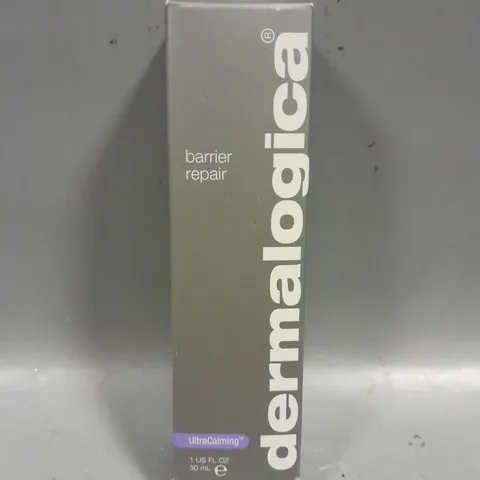 barrier
repair
dermalogica®
UltraCalming™
1 US FL OZ
30 mL ℮